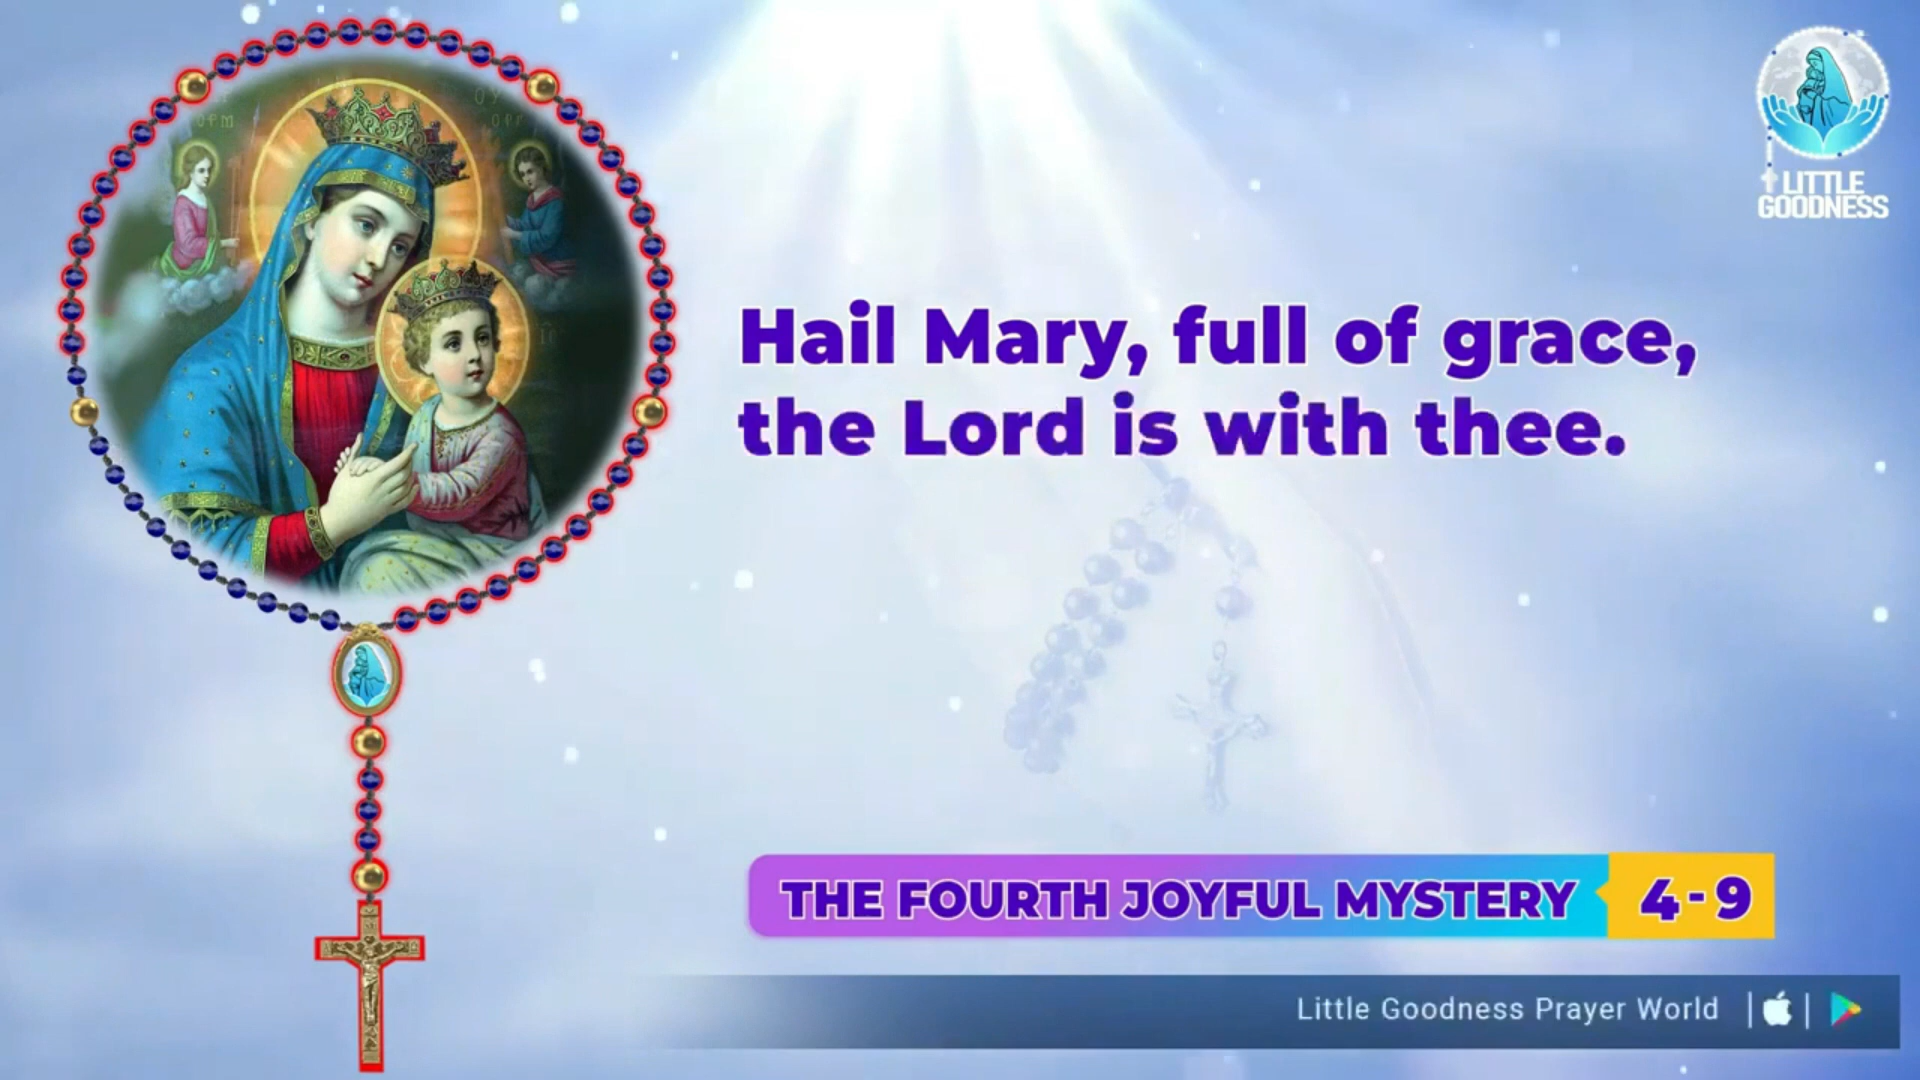 LITTLE
GOODNESS
Hail Mary, full of grace,
the Lord is with thee.
THE FOURTH JOYFUL MYSTERY 4-9
Little Goodness Prayer World